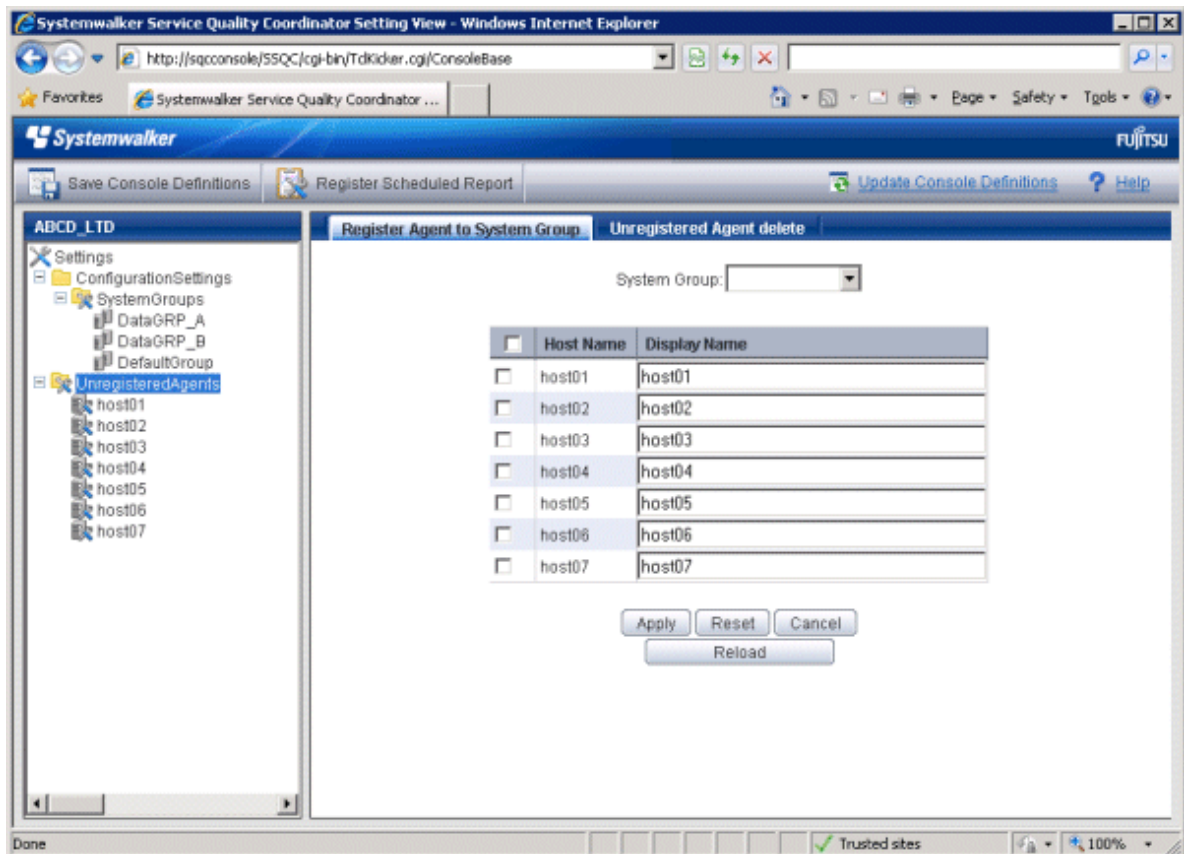 Systemwalker Service Quality Coordinator Setting View - Windows Internet Explorer
http://sqcconsole/SSQC/cgi-bin/TdKicker.cgi/ConsoleBase
Favorites Systemwalker Service Quality Coordinator ... Page Safety Tools
Systemwalker FUJITSU
Save Console Definitions Register Scheduled Report Update Console Definitions ? Help
ABCD_LTD
Settings
ConfigurationSettings
SystemGroups
DataGRP_A
DataGRP_B
DefaultGroup
UnregisteredAgents
host01
host02
host03
host04
host05
host06
host07
Register Agent to System Group Unregistered Agent delete
System Group:
Host Name Display Name
host01 host01
host02 host02
host03 host03
host04 host04
host05 host05
host06 host06
host07 host07
Apply Reset Cancel
Reload
Done Trusted sites 100%